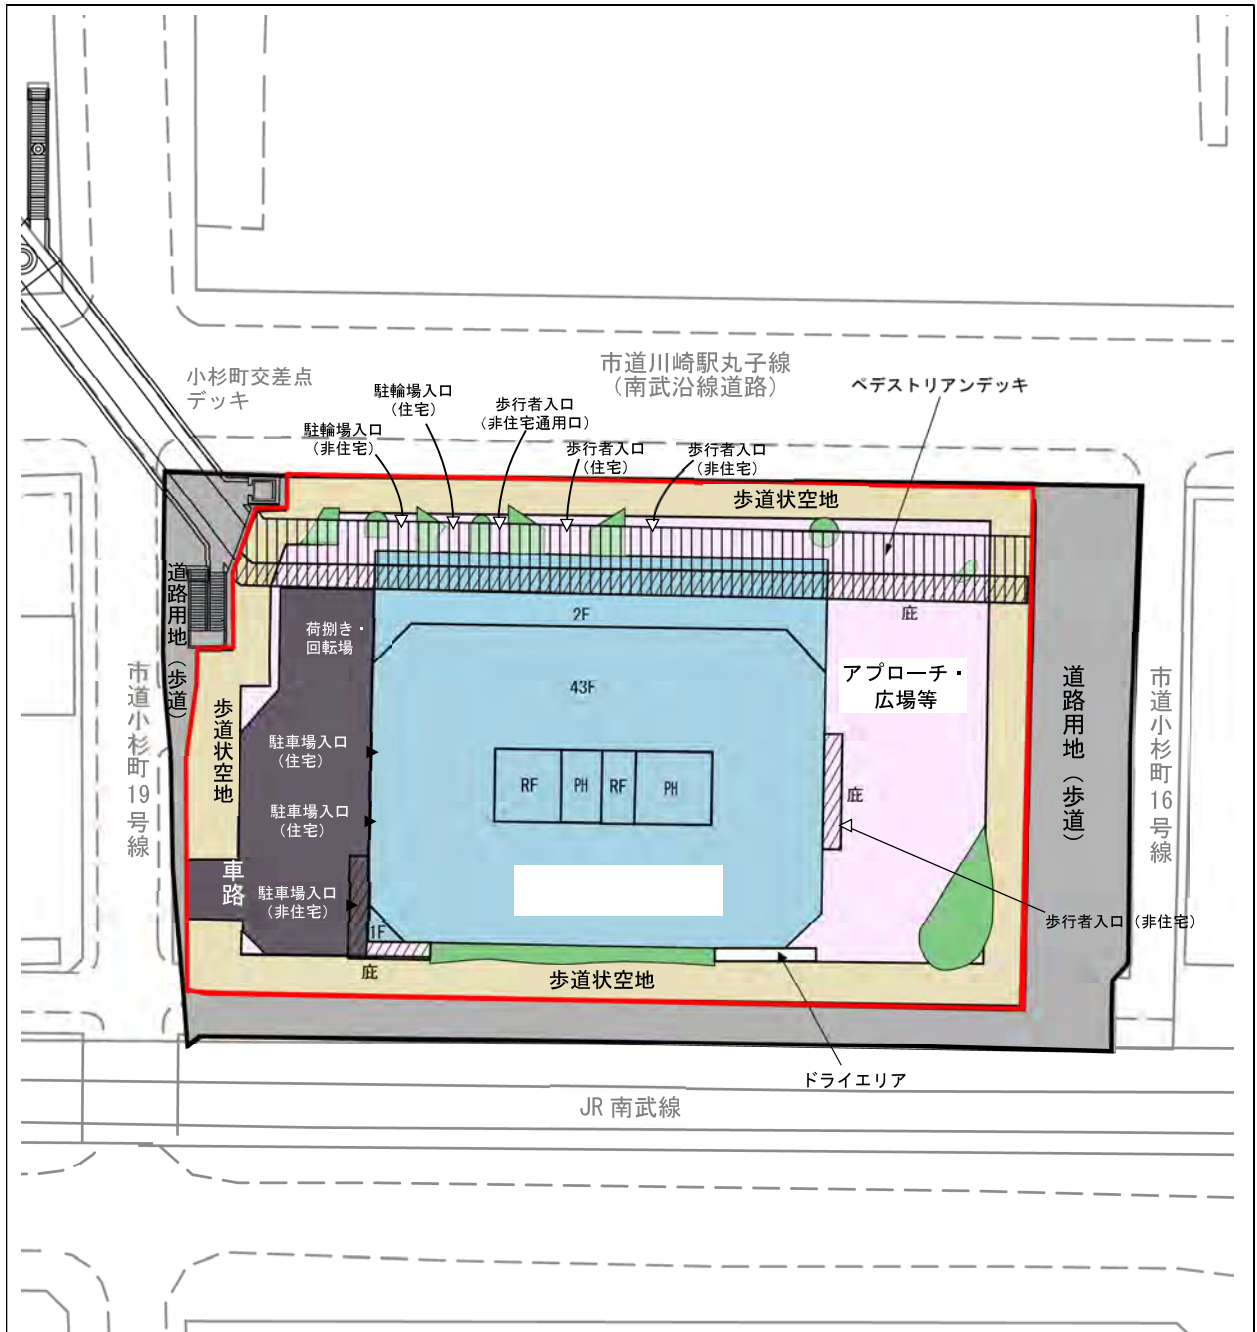 小杉町交差点
デッキ
市道川崎駅丸子線
（南武沿線道路）
ペデストリアンデッキ
駐輪場入口
（住宅）
歩行者入口
（非住宅通用口）
駐輪場入口
（非住宅）
歩行者入口
（住宅）
歩行者入口
（非住宅）
歩道状空地
道路用地（歩道）
荷捌き・
回転場
2F
庇
43F
アプローチ・
広場等
道路用地（歩道）
市道小杉町16号線
市道小杉町19号線
歩道状空地
駐車場入口
（住宅）
RF
PH
RF
PH
庇
駐車場入口
（住宅）
車路
駐車場入口
（非住宅）
1F
歩行者入口（非住宅）
庇
歩道状空地
ドライエリア
JR 南武線